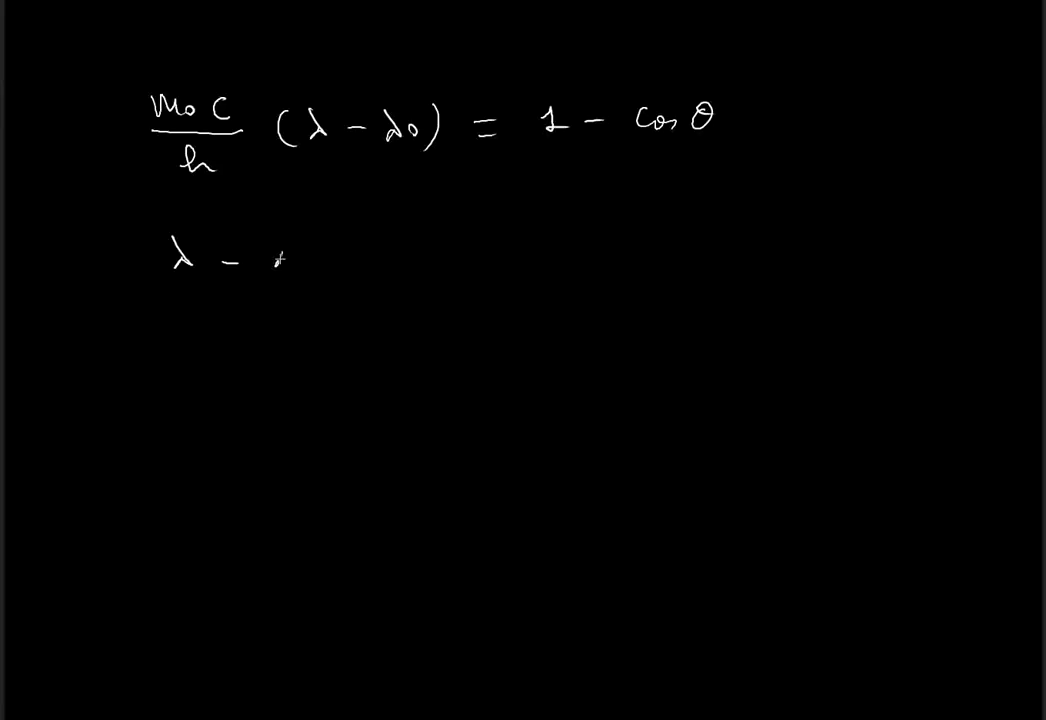 m₀c/h (λ - λ₀) = 1 - cos θ
λ -